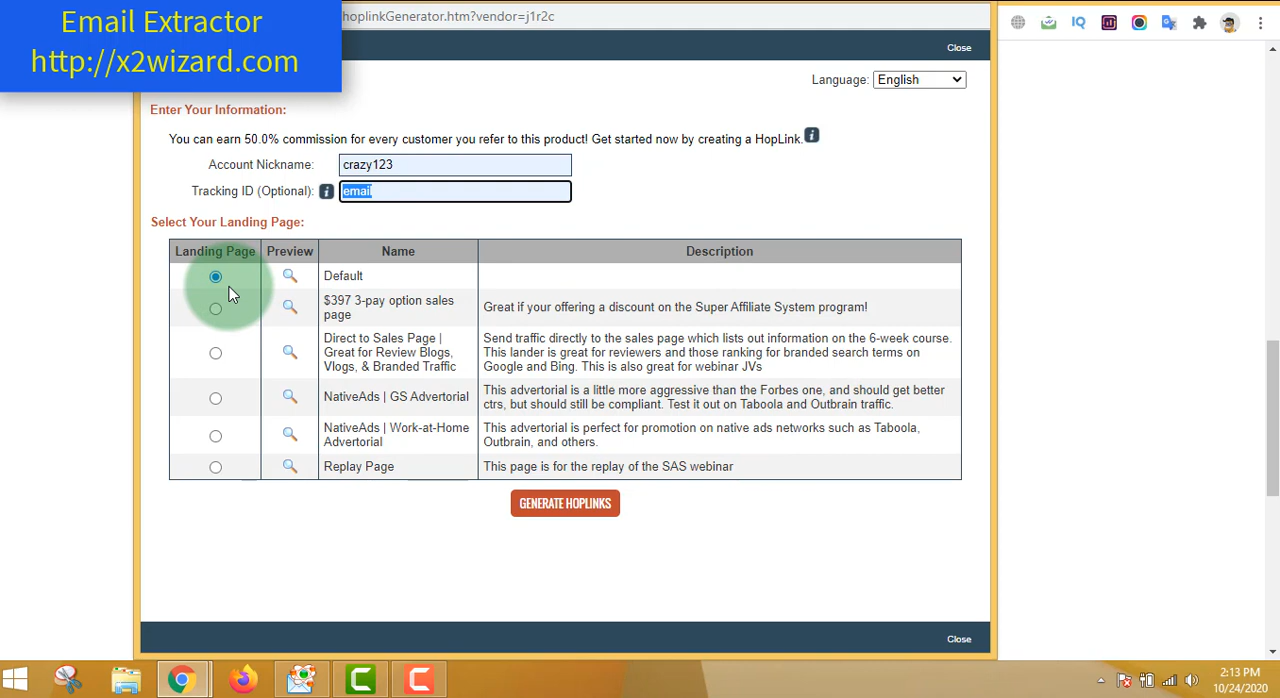 Email Extractor
http://x2wizard.com
hoplinkGenerator.htm?vendor=j1r2c
IQ
Close
Language: English
Enter Your Information:
You can earn 50.0% commission for every customer you refer to this product! Get started now by creating a HopLink.
Account Nickname: crazy123
Tracking ID (Optional): email
Select Your Landing Page:
Landing Page Preview Name Description
Default
$397 3-pay option sales
page
Great if your offering a discount on the Super Affiliate System program!
Direct to Sales Page |
Great for Review Blogs,
Vlogs, & Branded Traffic
Send traffic directly to the sales page which lists out information on the 6-week course.
This lander is great for reviewers and those ranking for branded search terms on
Google and Bing. This is also great for webinar JVs
NativeAds | GS Advertorial
This advertorial is a little more aggressive than the Forbes one, and should get better
ctrs, but should still be compliant. Test it out on Taboola and Outbrain traffic.
NativeAds | Work-at-Home
Advertorial
This advertorial is perfect for promotion on native ads networks such as Taboola,
Outbrain, and others.
Replay Page This page is for the replay of the SAS webinar
GENERATE HOPLINKS
Close
2:13 PM
10/24/2020